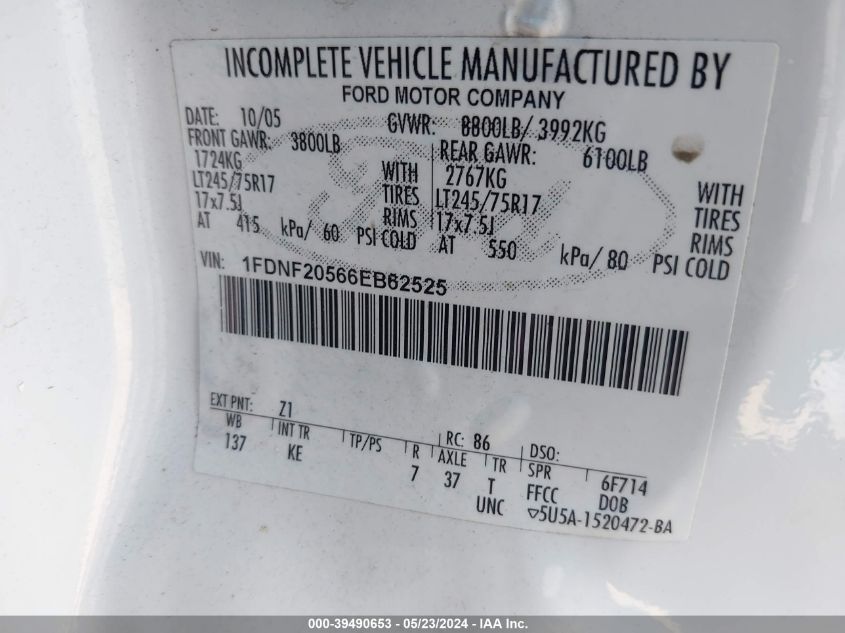 INCOMPLETE VEHICLE MANUFACTURED BY
FORD MOTOR COMPANY
DATE: 10/05 GVWR: 8800LB/ 3992KG
FRONT GAWR: 3800LB REAR GAWR: 6100LB
1724KG WITH 2767KG WITH
LT245/75R17 TIRES LT245/75R17 TIRES
17x7.5J RIMS 17x7.5J RIMS
AT 415 kPa/ 60 PSI COLD AT 550 kPa/ 80 PSI COLD
VIN: 1FDNF20566EB62525
EXT PNT: Z1 RC: 86 DSO:
WB INT TR TP/PS R AXLE TR SPR 6F714
137 KE 7 37 T FFCC DOB
UNC ▽5U5A-1520472-BA
000-39490653 - 05/23/2024 - IAA Inc.